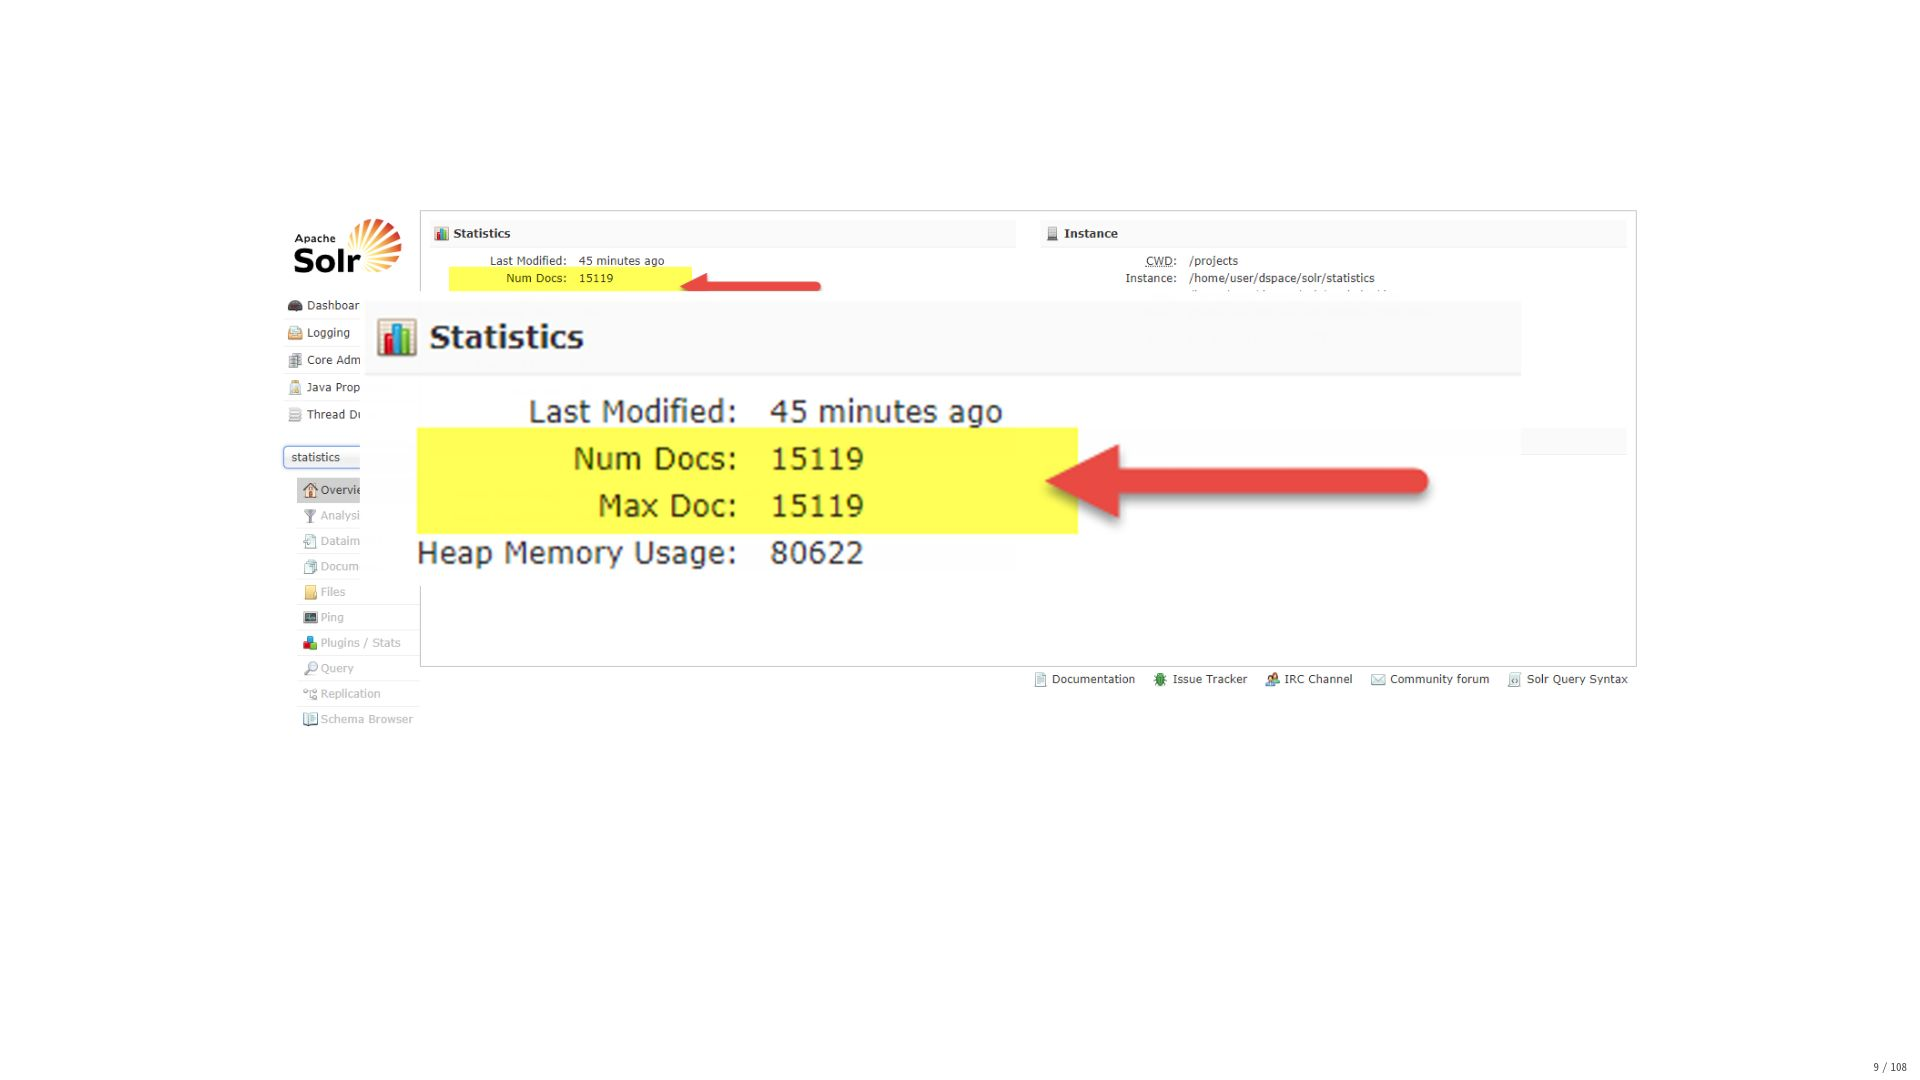 Apache
Solr
Statistics
Last Modified: 45 minutes ago
Num Docs: 15119
Instance
CWD: /projects
Instance: /home/user/dspace/solr/statistics
Dashboar
Logging
Core Adm
Java Prop
Thread Du
statistics
Overvie
Analysi
Dataim
Docum
Files
Ping
Plugins / Stats
Query
Replication
Schema Browser
Statistics
Last Modified: 45 minutes ago
Num Docs: 15119
Max Doc: 15119
Heap Memory Usage: 80622
Documentation Issue Tracker IRC Channel Community forum Solr Query Syntax
9 / 108